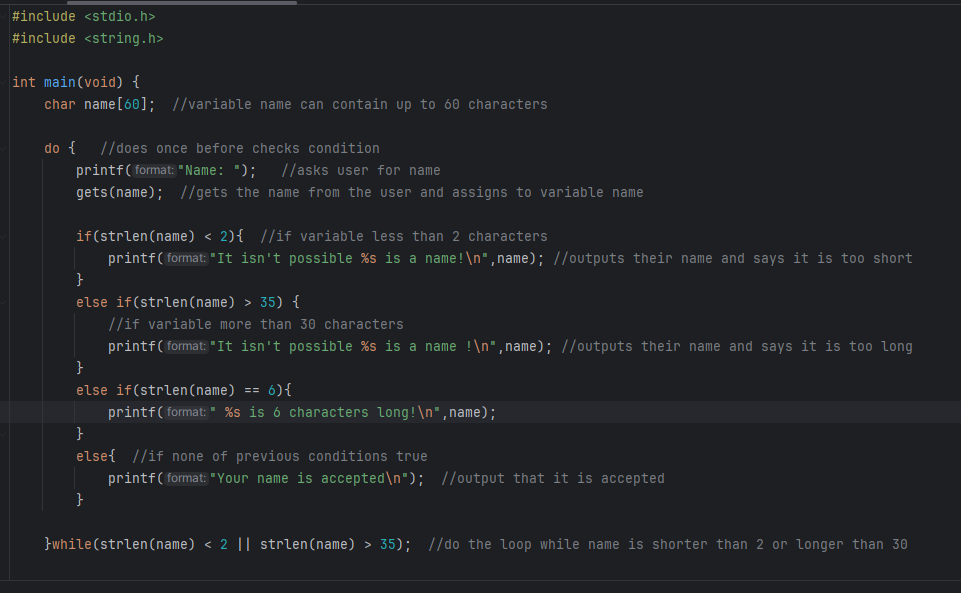 #include <stdio.h>
#include <string.h>
int main(void) {
char name[60];  //variable name can contain up to 60 characters
do {   //does once before checks condition
printf( format: "Name: ");   //asks user for name
gets(name);  //gets the name from the user and assigns to variable name
if(strlen(name) < 2){  //if variable less than 2 characters
printf( format: "It isn't possible %s is a name!\n",name); //outputs their name and says it is too short
}
else if(strlen(name) > 35) {
//if variable more than 30 characters
printf( format: "It isn't possible %s is a name !\n",name); //outputs their name and says it is too long
}
else if(strlen(name) == 6){
printf( format: " %s is 6 characters long!\n",name);
}
else{  //if none of previous conditions true
printf( format: "Your name is accepted\n");  //output that it is accepted
}
}while(strlen(name) < 2 || strlen(name) > 35);  //do the loop while name is shorter than 2 or longer than 30